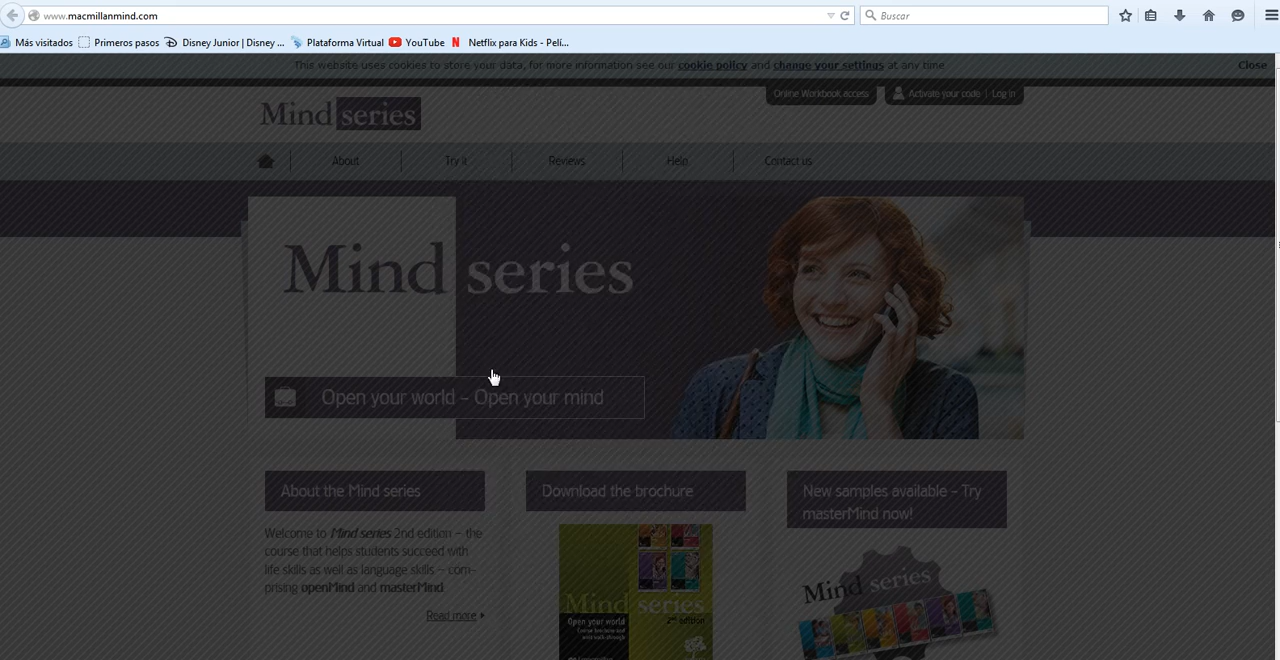 www.macmillanmind.com
Buscar
Más visitados Primeros pasos Disney Junior | Disney ... Plataforma Virtual YouTube Netflix para Kids - Pelí...
This website uses cookies to store your data, for more information see our cookie policy and change your settings at any time
Close
Online Workbook access
Activate your code | Log in
Mind series
About
Try it
Reviews
Help
Contact us
Mind series
Open your world – Open your mind
About the Mind series
Welcome to Mind series 2nd edition – the
course that helps students succeed with
life skills as well as language skills – com-
prising openMind and masterMind.
Read more
Download the brochure
Mind series
2nd edition
Open your world
New samples available – Try
masterMind now!
Mind series